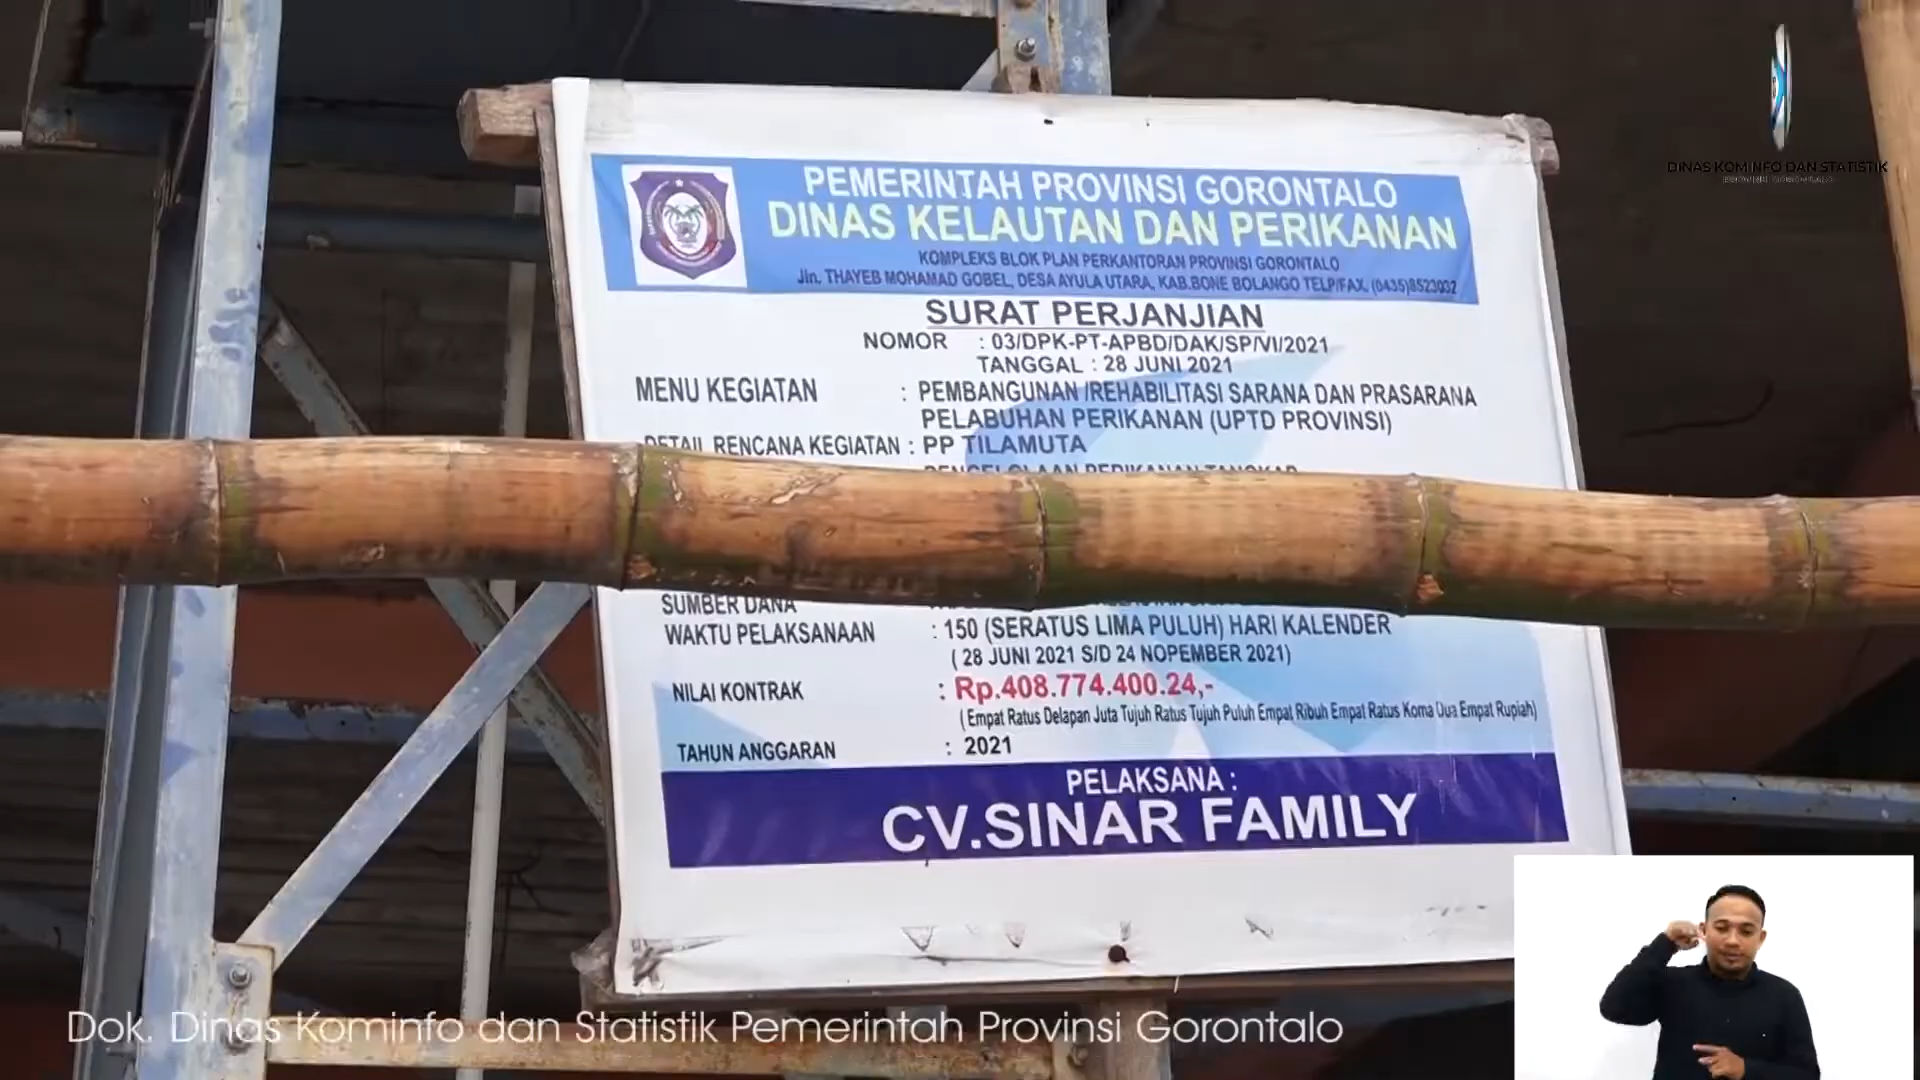 DINAS KOMINFO DAN STATISTIK
PROVINSI GORONTALO
PEMERINTAH PROVINSI GORONTALO
DINAS KELAUTAN DAN PERIKANAN
KOMPLEKS BLOK PLAN PERKANTORAN PROVINSI GORONTALO
Jln. THAYEB MOHAMAD GOBEL, DESA AYULA UTARA, KAB.BONE BOLANGO TELP/FAX. (0435)8523002
SURAT PERJANJIAN
NOMOR : 03/DPK-PT-APBD/DAK/SP/VI/2021
TANGGAL : 28 JUNI 2021
MENU KEGIATAN : PEMBANGUNAN /REHABILITASI SARANA DAN PRASARANA
PELABUHAN PERIKANAN (UPTD PROVINSI)
DETAIL RENCANA KEGIATAN : PP TILAMUTA
PENGELOLAAN PERIKANAN TANGKAP
SUMBER DANA
WAKTU PELAKSANAAN : 150 (SERATUS LIMA PULUH) HARI KALENDER
( 28 JUNI 2021 S/D 24 NOPEMBER 2021)
NILAI KONTRAK : Rp.408.774.400.24,-
( Empat Ratus Delapan Juta Tujuh Ratus Tujuh Puluh Empat Ribuh Empat Ratus Koma Dua Empat Rupiah)
TAHUN ANGGARAN : 2021
PELAKSANA :
CV.SINAR FAMILY
Dok. Dinas Kominfo dan Statistik Pemerintah Provinsi Gorontalo